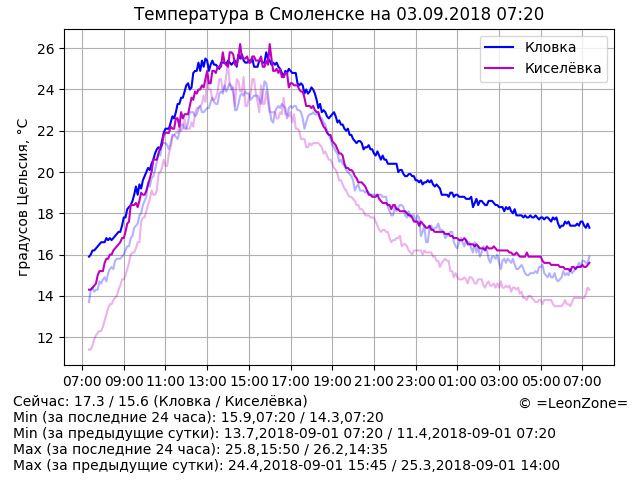 Температура в Смоленске на 03.09.2018 07:20
Кловка
Киселёвка
градусов Цельсия, °C
26
24
22
20
18
16
14
12
07:00 09:00 11:00 13:00 15:00 17:00 19:00 21:00 23:00 01:00 03:00 05:00 07:00
Сейчас: 17.3 / 15.6 (Кловка / Киселёвка)
© =LeonZone=
Min (за последние 24 часа): 15.9,07:20 / 14.3,07:20
Min (за предыдущие сутки): 13.7,2018-09-01 07:20 / 11.4,2018-09-01 07:20
Max (за последние 24 часа): 25.8,15:50 / 26.2,14:35
Max (за предыдущие сутки): 24.4,2018-09-01 15:45 / 25.3,2018-09-01 14:00